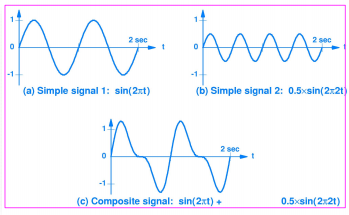 1
2 sec
0
t
-1
(a) Simple signal 1: sin(2πt)
1
2 sec
0
t
-1
(b) Simple signal 2: 0.5×sin(2π2t)
1
2 sec
0
t
-1
(c) Composite signal: sin(2πt) + 0.5×sin(2π2t)